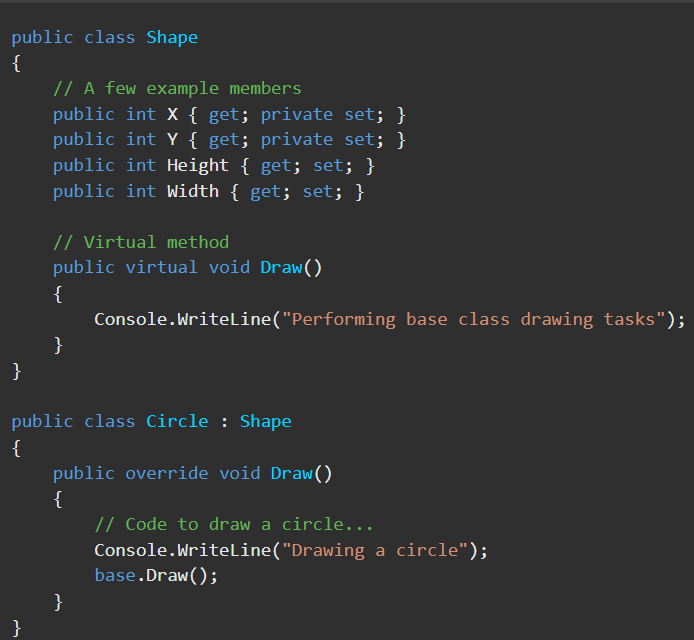 public class Shape
{
    // A few example members
    public int X { get; private set; }
    public int Y { get; private set; }
    public int Height { get; set; }
    public int Width { get; set; }

    // Virtual method
    public virtual void Draw()
    {
        Console.WriteLine("Performing base class drawing tasks");
    }
}

public class Circle : Shape
{
    public override void Draw()
    {
        // Code to draw a circle...
        Console.WriteLine("Drawing a circle");
        base.Draw();
    }
}